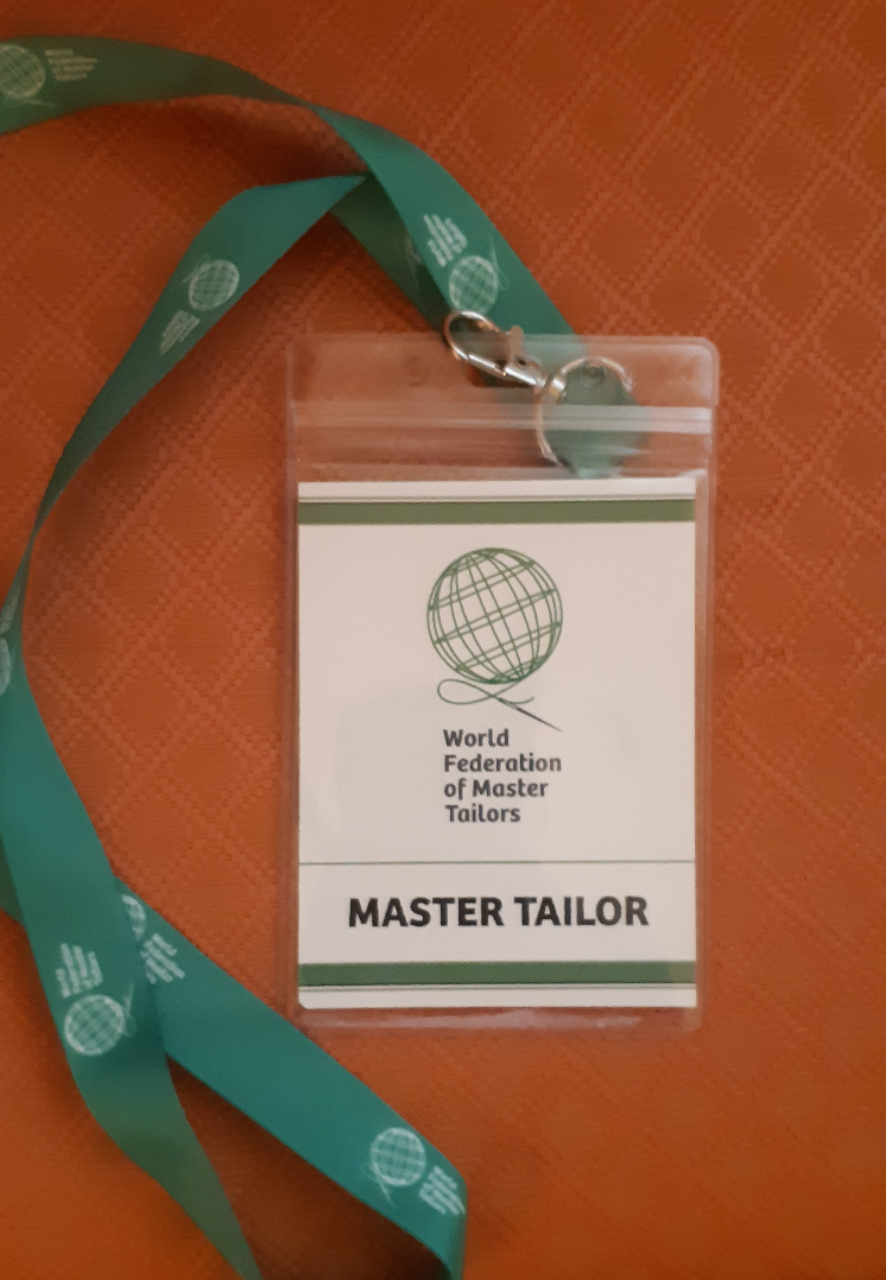 World
Federation
of Master
Tailors
MASTER TAILOR